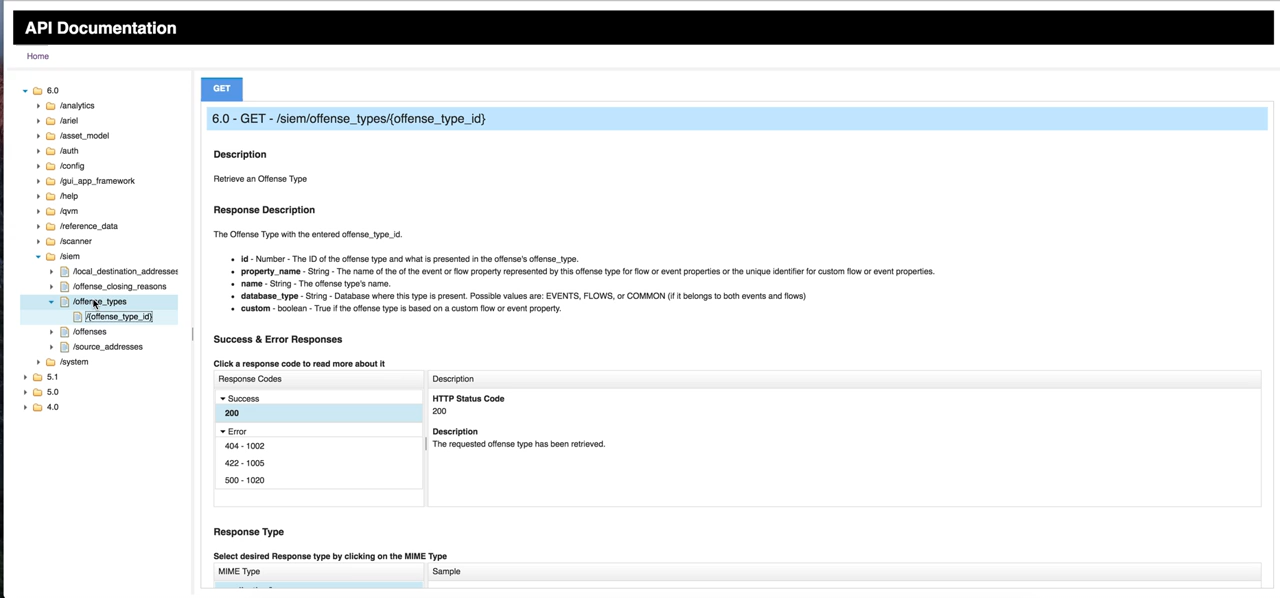 API Documentation
Home
6.0
/analytics
/ariel
/asset_model
/auth
/config
/gui_app_framework
/help
/qvm
/reference_data
/scanner
/siem
/local_destination_addresses
/offense_closing_reasons
/offense_types
/{offense_type_id}
/offenses
/source_addresses
/system
5.1
5.0
4.0
GET
6.0 - GET - /siem/offense_types/{offense_type_id}
Description
Retrieve an Offense Type
Response Description
The Offense Type with the entered offense_type_id.
• id - Number - The ID of the offense type and what is presented in the offense's offense_type.
• property_name - String - The name of the of the event or flow property represented by this offense type for flow or event properties or the unique identifier for custom flow or event properties.
• name - String - The offense type's name.
• database_type - String - Database where this type is present. Possible values are: EVENTS, FLOWS, or COMMON (if it belongs to both events and flows)
• custom - boolean - True if the offense type is based on a custom flow or event property.
Success & Error Responses
Click a response code to read more about it
Response Codes
Description
Success
200
Error
404 - 1002
422 - 1005
500 - 1020
HTTP Status Code
200
Description
The requested offense type has been retrieved.
Response Type
Select desired Response type by clicking on the MIME Type
MIME Type
Sample